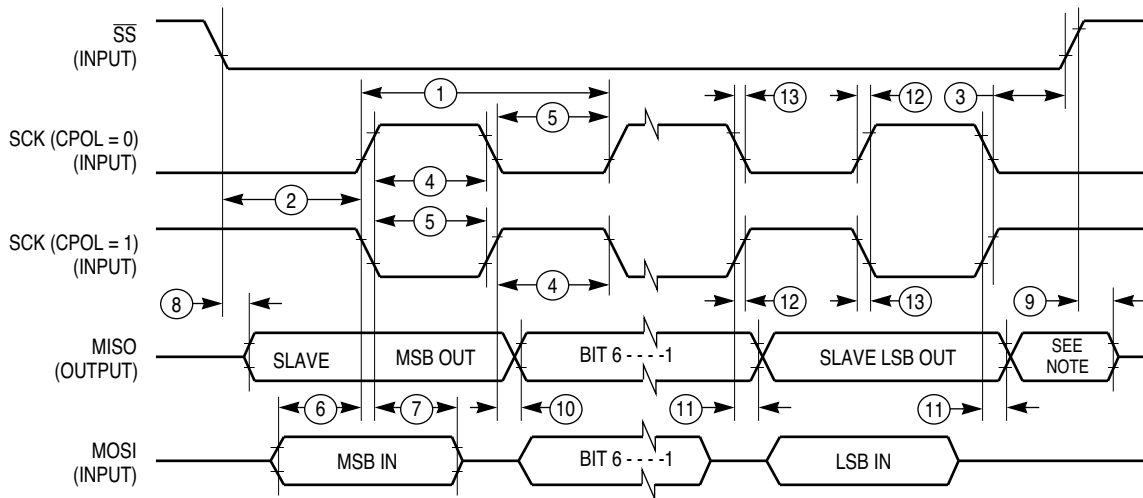 SS
(INPUT)
1
13
12
3
5
SCK (CPOL = 0)
(INPUT)
4
2
5
SCK (CPOL = 1)
(INPUT)
4
8
12
13
9
MISO
(OUTPUT)
SLAVE
MSB OUT
BIT 6 - - - - -1
SLAVE LSB OUT
SEE
NOTE
6
7
10
11
11
MOSI
(INPUT)
MSB IN
BIT 6 - - - - -1
LSB IN